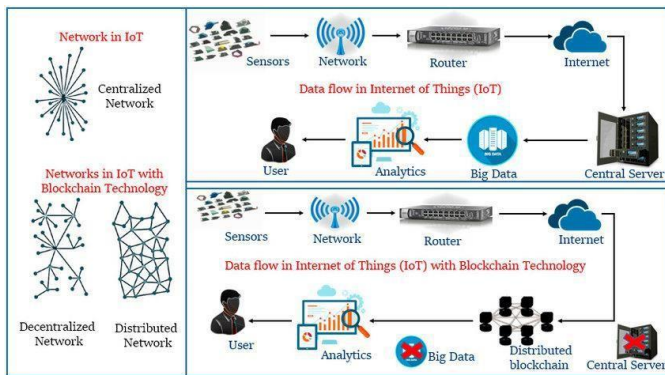 Network in IoT
Centralized
Network
Networks in IoT with
Blockchain Technology
Decentralized
Network
Distributed
Network
Sensors
Network
Router
Internet
Data flow in Internet of Things (IoT)
User
Analytics
BIG DATA
Big Data
Central Server
Sensors
Network
Router
Internet
Data flow in Internet of Things (IoT) with Blockchain Technology
User
Analytics
Big Data
Distributed
blockchain
Central Server